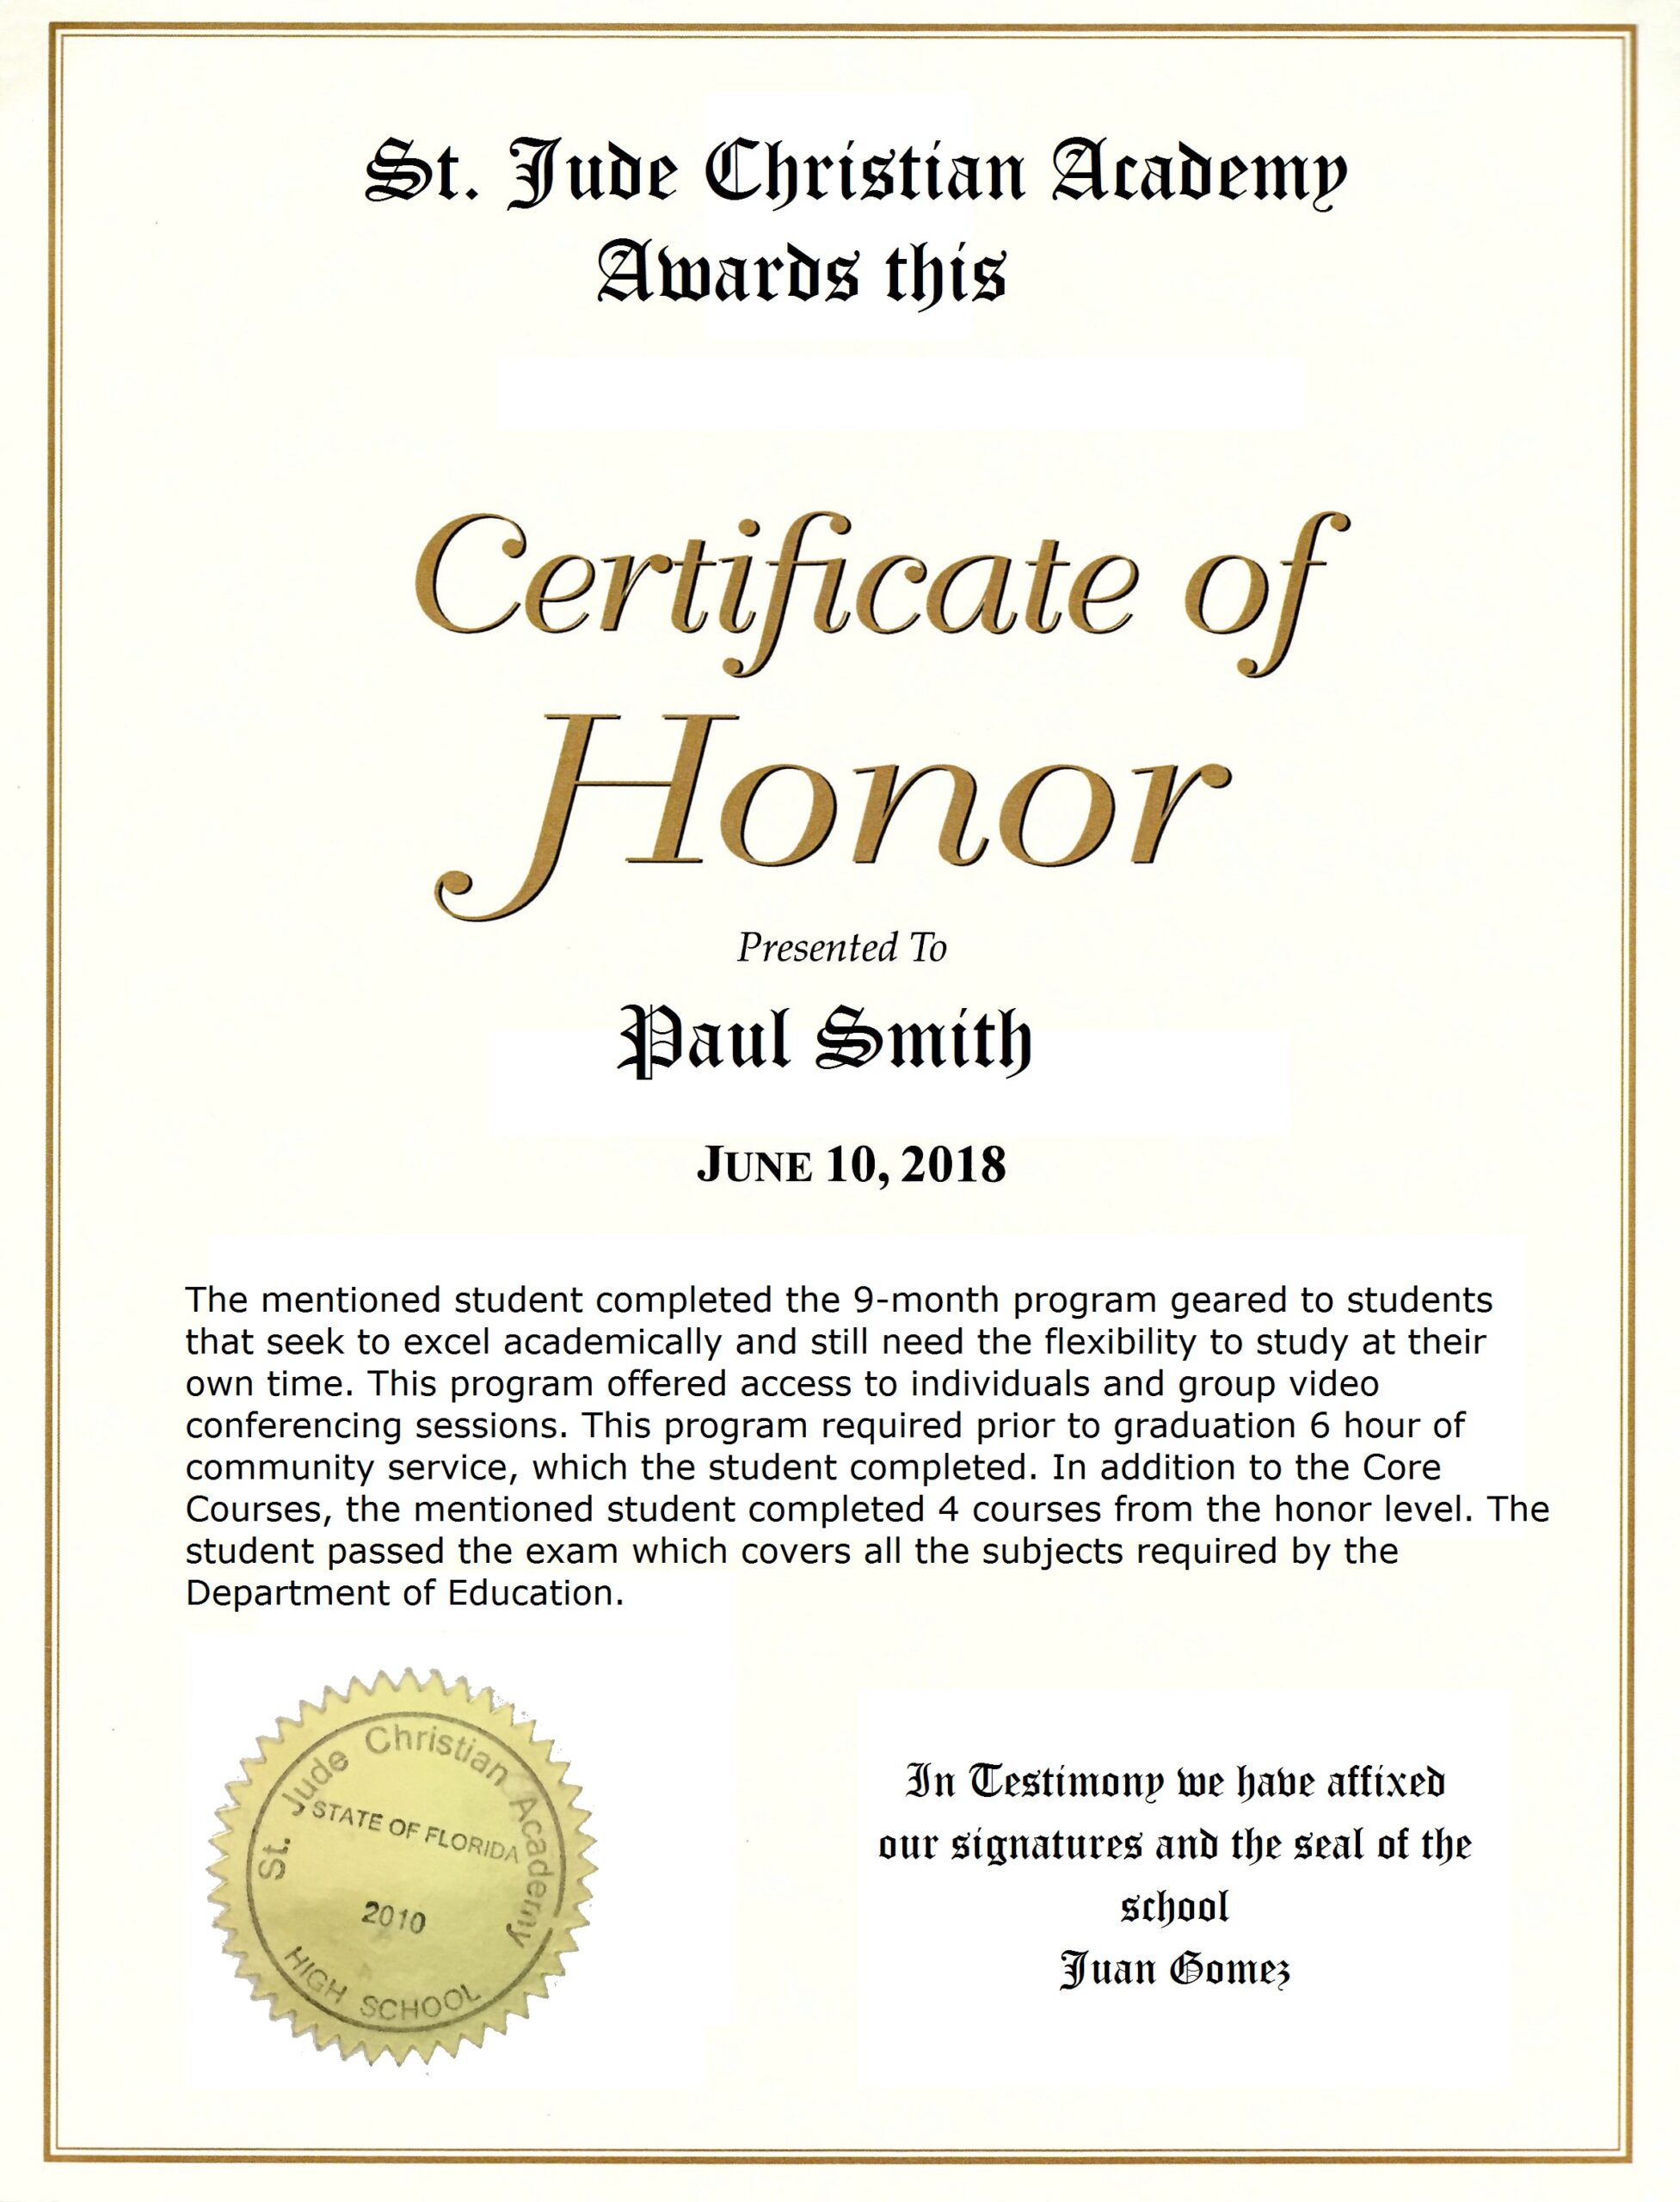 St. Jude Christian Academy
Awards this
Certificate of
Honor
Presented To
Paul Smith
JUNE 10, 2018
The mentioned student completed the 9-month program geared to students
that seek to excel academically and still need the flexibility to study at their
own time. This program offered access to individuals and group video
conferencing sessions. This program required prior to graduation 6 hour of
community service, which the student completed. In addition to the Core
Courses, the mentioned student completed 4 courses from the honor level. The
student passed the exam which covers all the subjects required by the
Department of Education.
St. Jude Christian Academy
STATE OF FLORIDA
2010
HIGH SCHOOL
In Testimony we have affixed
our signatures and the seal of the
school
Juan Gomez